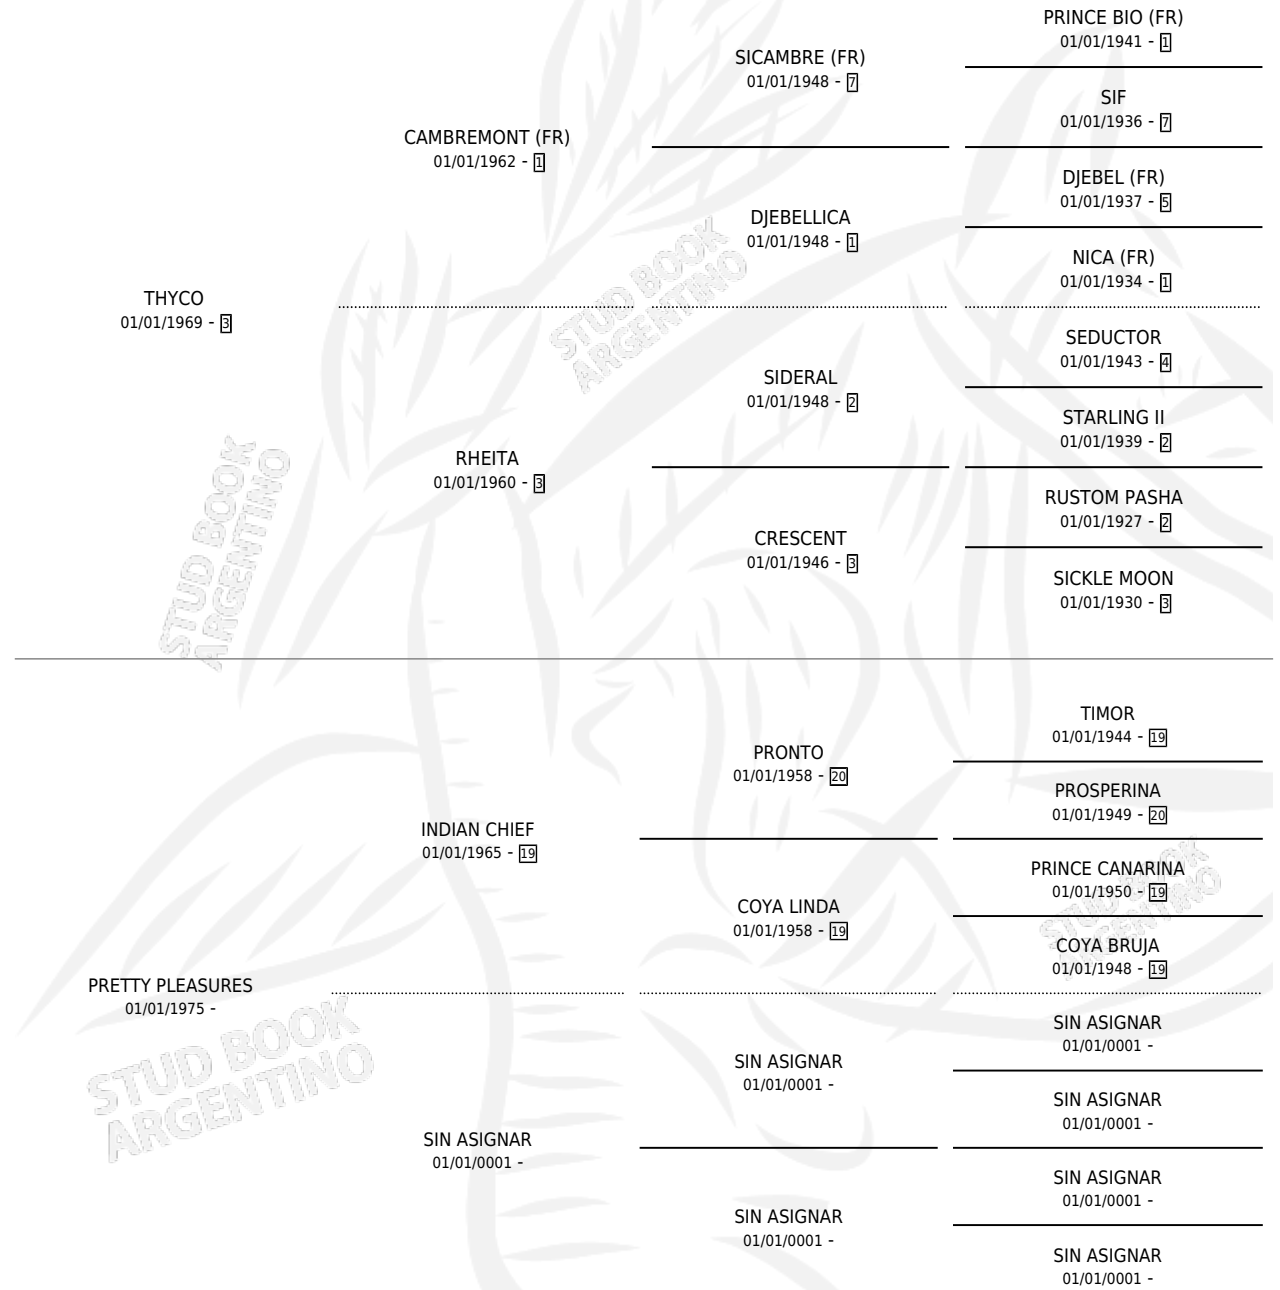 PRINCE BIO (FR)
01/01/1941 - 1
SICAMBRE (FR)
01/01/1948 - 7
SIF
01/01/1936 - 7
CAMBREMONT (FR)
01/01/1962 - 1
DJEBEL (FR)
01/01/1937 - 5
DJEBELLICA
01/01/1948 - 1
NICA (FR)
01/01/1934 - 1
THYCO
01/01/1969 - 3
STUD BOOK
ARGENTINO
SEDUCTOR
01/01/1943 - 4
SIDERAL
01/01/1948 - 2
STARLING II
01/01/1939 - 2
RHEITA
01/01/1960 - 3
STUD BOOK
ARGENTINO
RUSTOM PASHA
01/01/1927 - 2
CRESCENT
01/01/1946 - 3
SICKLE MOON
01/01/1930 - 3
TIMOR
01/01/1944 - 19
PRONTO
01/01/1958 - 20
PROSPERINA
01/01/1949 - 20
INDIAN CHIEF
01/01/1965 - 19
PRINCE CANARINA
01/01/1950 - 19
STUD BOOK
ARGENTINO
COYA LINDA
01/01/1958 - 19
COYA BRUJA
01/01/1948 - 19
PRETTY PLEASURES
01/01/1975 -
STUD BOOK
ARGENTINO
SIN ASIGNAR
01/01/0001 -
SIN ASIGNAR
01/01/0001 -
SIN ASIGNAR
01/01/0001 -
SIN ASIGNAR
01/01/0001 -
SIN ASIGNAR
01/01/0001 -
SIN ASIGNAR
01/01/0001 -
SIN ASIGNAR
01/01/0001 -